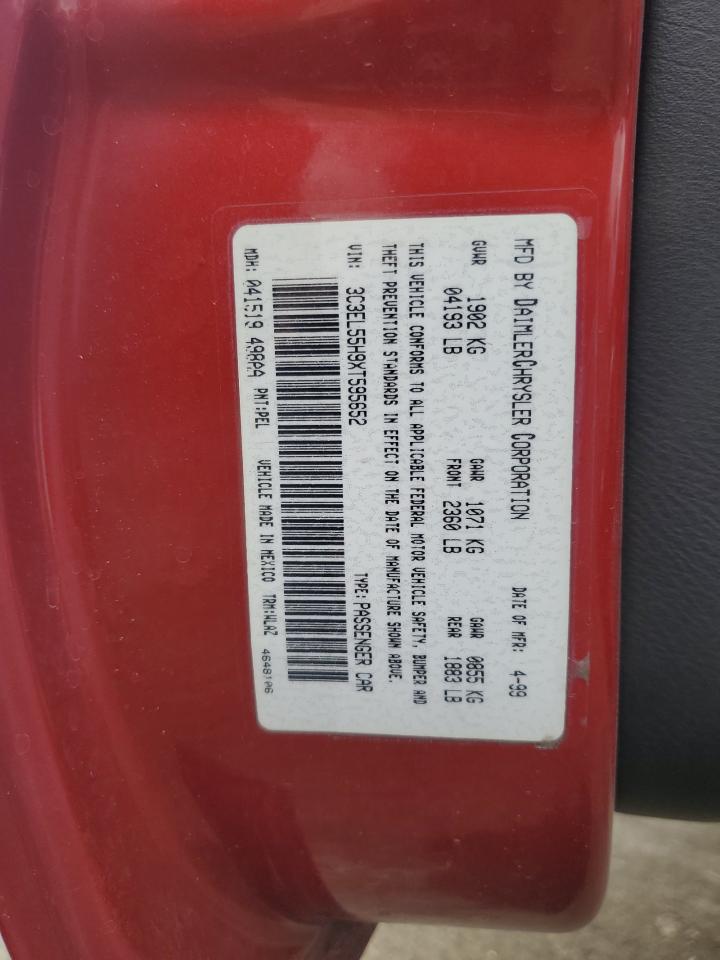 MFD BY DAIMLERCHRYSLER CORPORATION DATE OF MFR: 4-99
GVWR 1902 KG GAWR 1071 KG GAWR 0855 KG
04193 LB FRONT 2360 LB REAR 1883 LB
THIS VEHICLE CONFORMS TO ALL APPLICABLE FEDERAL MOTOR VEHICLE SAFETY, BUMPER AND
THEFT PREVENTION STANDARDS IN EFFECT ON THE DATE OF MANUFACTURE SHOWN ABOVE.
VIN: 3C3EL55H9XT595652 TYPE: PASSENGER CAR
MDH: 041519 498AA PNT:PEL VEHICLE MADE IN MEXICO TRM:WLAZ 4648106